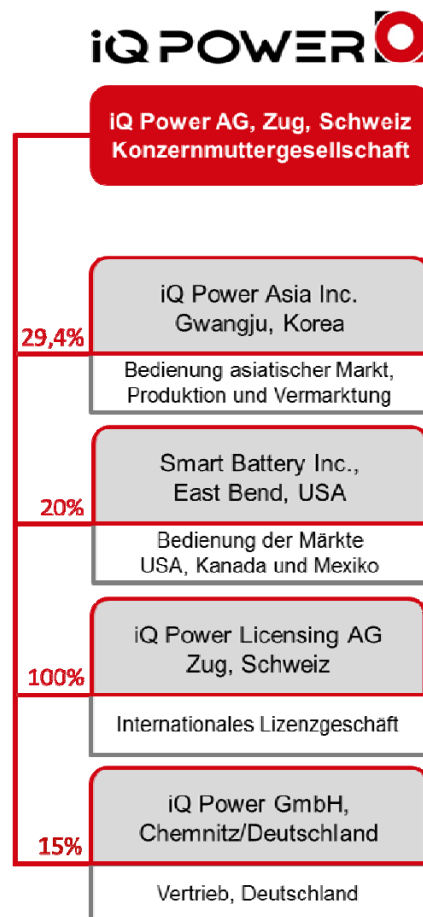 iQ POWER
iQ Power AG, Zug, Schweiz
Konzernmuttergesellschaft
iQ Power Asia Inc.
Gwangju, Korea
29,4%
Bedienung asiatischer Markt,
Produktion und Vermarktung
Smart Battery Inc.,
East Bend, USA
20%
Bedienung der Märkte
USA, Kanada und Mexiko
iQ Power Licensing AG
Zug, Schweiz
100%
Internationales Lizenzgeschäft
iQ Power GmbH,
Chemnitz/Deutschland
15%
Vertrieb, Deutschland